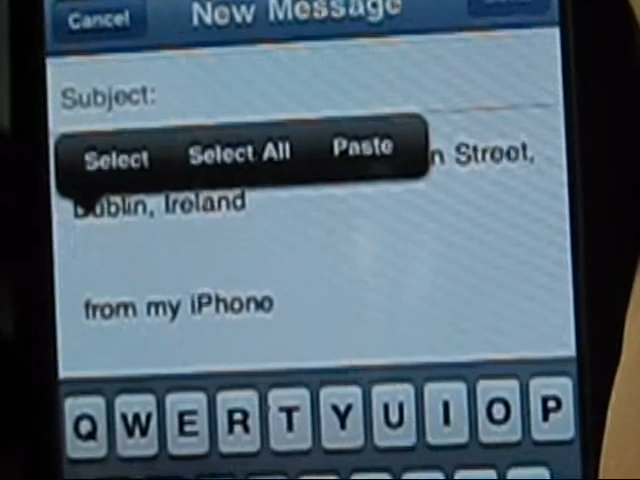 Cancel New Message
Subject:
Select Select All Paste
n Street,
Dublin, Ireland
from my iPhone
Q W E R T Y U I O P